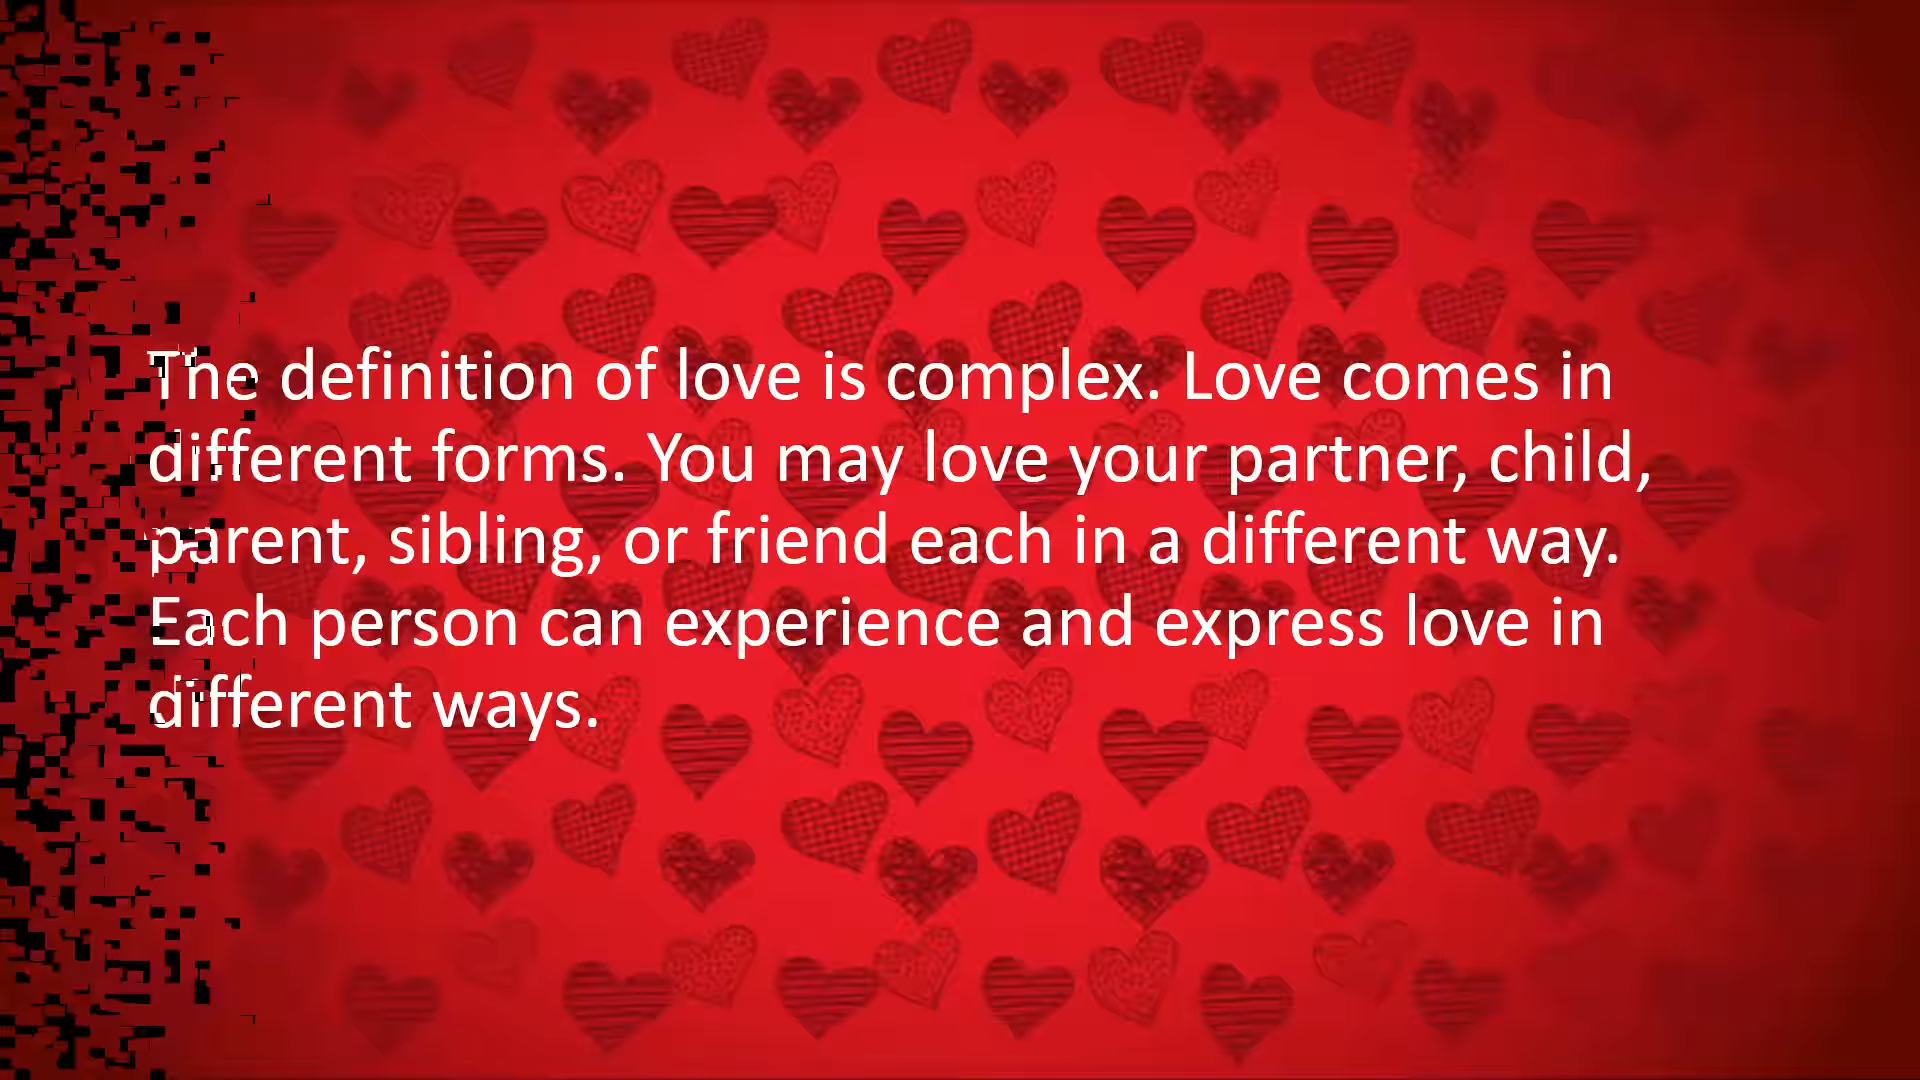 The definition of love is complex. Love comes in
different forms. You may love your partner, child,
parent, sibling, or friend each in a different way.
Each person can experience and express love in
different ways.